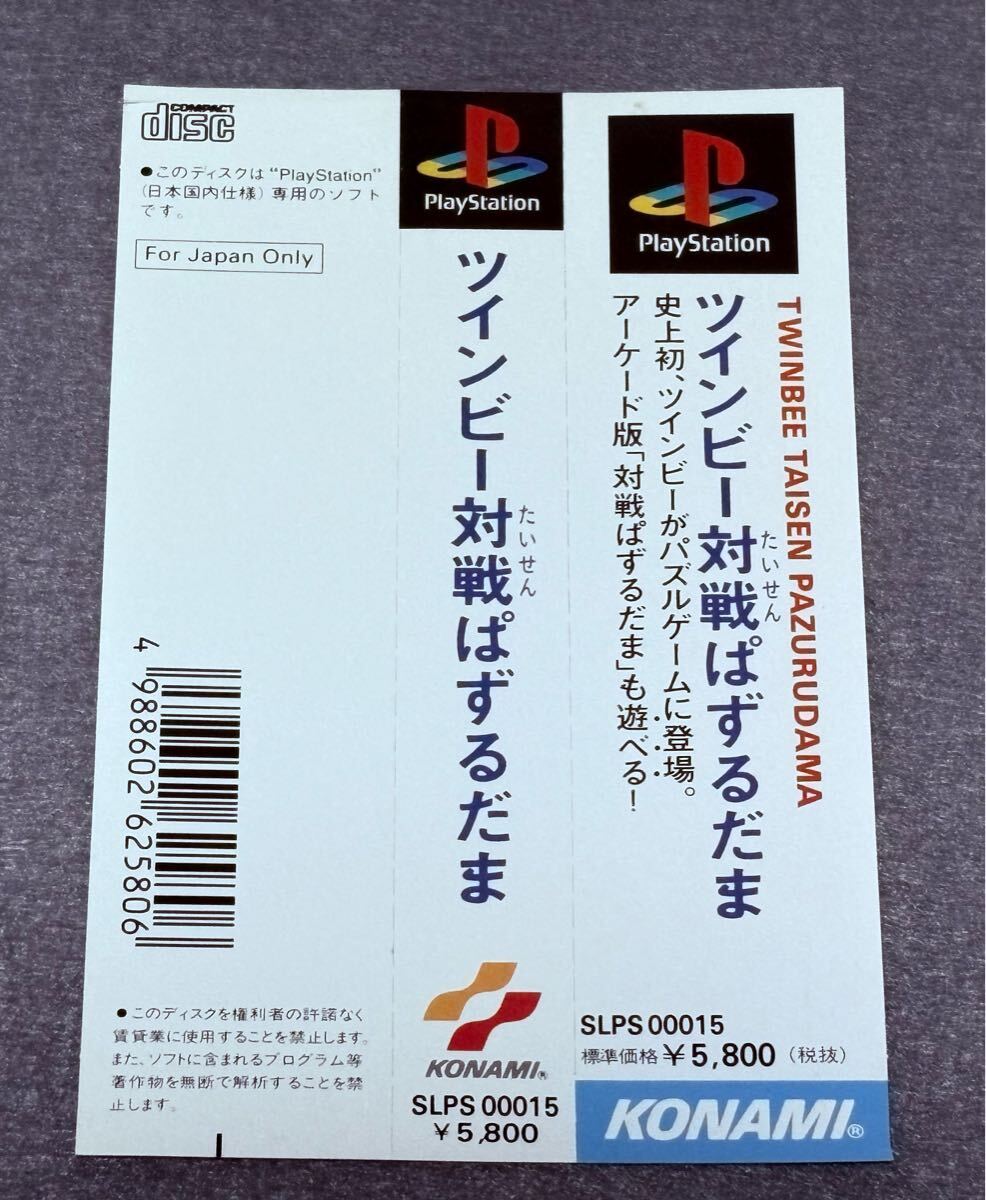 COMPACT
disc
●このディスクは“PlayStation”
(日本国内仕様)専用のソフト
です。
For Japan Only
4 988602 625806
●このディスクを権利者の許諾なく
賃貸業に使用することを禁止します。
また、ソフトに含まれるプログラム等
著作物を無断で解析することを禁
止します。
PlayStation
ツインビー対戦ぱずるだま
たいせん
KONAMI®
SLPS 00015
¥5,800
PlayStation
TWINBEE TAISEN PAZURUDAMA
ツインビー対戦ぱずるだま
たいせん
史上初、ツインビーがパズルゲームに登場。
アーケード版「対戦ぱずるだま」も遊べる!
SLPS 00015
標準価格¥5,800(税抜)
KONAMI®